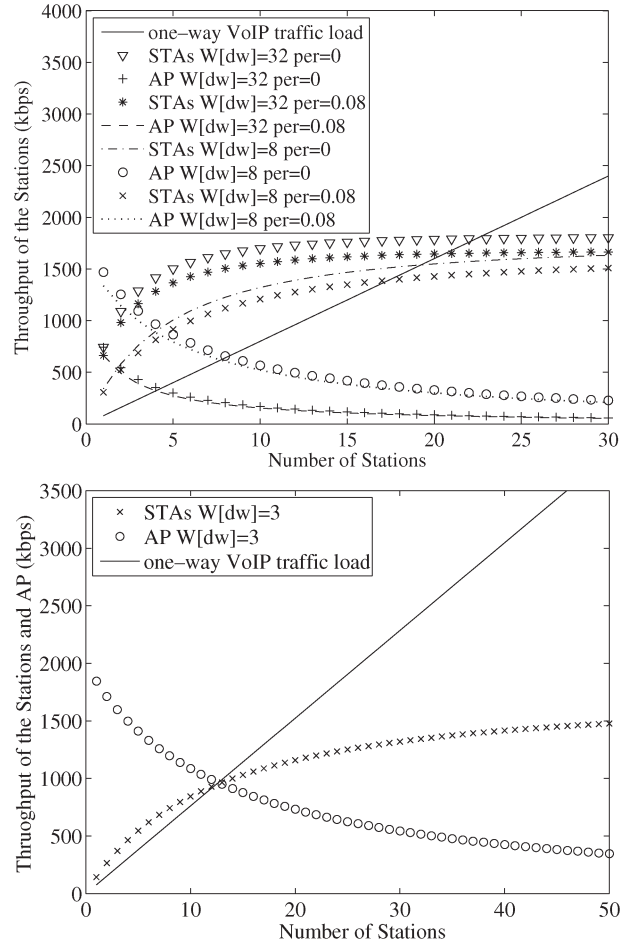 4000
3500
3000
2500
2000
1500
1000
500
0
Throughput of the Stations (kbps)
one–way VoIP traffic load
STAs W[dw]=32 per=0
AP W[dw]=32 per=0
STAs W[dw]=32 per=0.08
AP W[dw]=32 per=0.08
STAs W[dw]=8 per=0
AP W[dw]=8 per=0
STAs W[dw]=8 per=0.08
AP W[dw]=8 per=0.08
0 5 10 15 20 25 30
Number of Stations
3500
3000
2500
2000
1500
1000
500
0
Thruoghput of the Stations and AP (kbps)
STAs W[dw]=3
AP W[dw]=3
one–way VoIP traffic load
0 10 20 30 40 50
Number of Stations